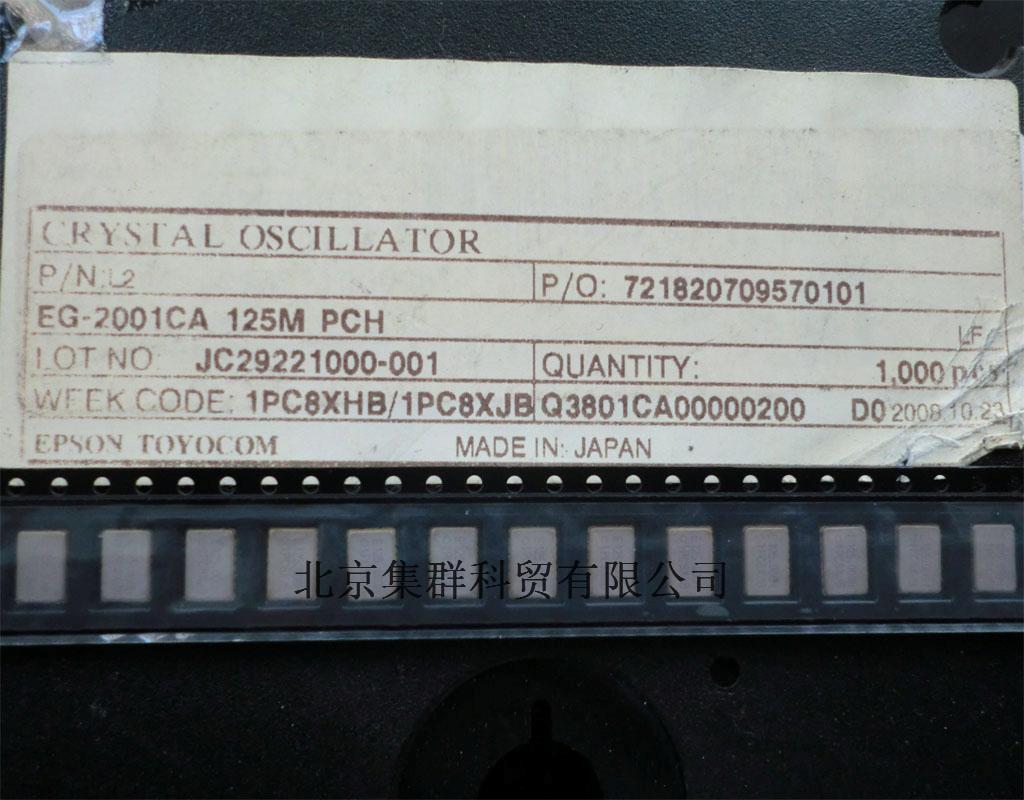 CRYSTAL OSCILLATOR
P/N: L2 P/O: 721820709570101
EG-2001CA 125M PCH LF
LOT NO: JC29221000-001 QUANTITY: 1,000 pcs
WEEK CODE: 1PC8XHB/1PC8XJB Q3801CA00000200 D0 2008.10.23
EPSON TOYOCOM MADE IN: JAPAN
北京集群科贸有限公司